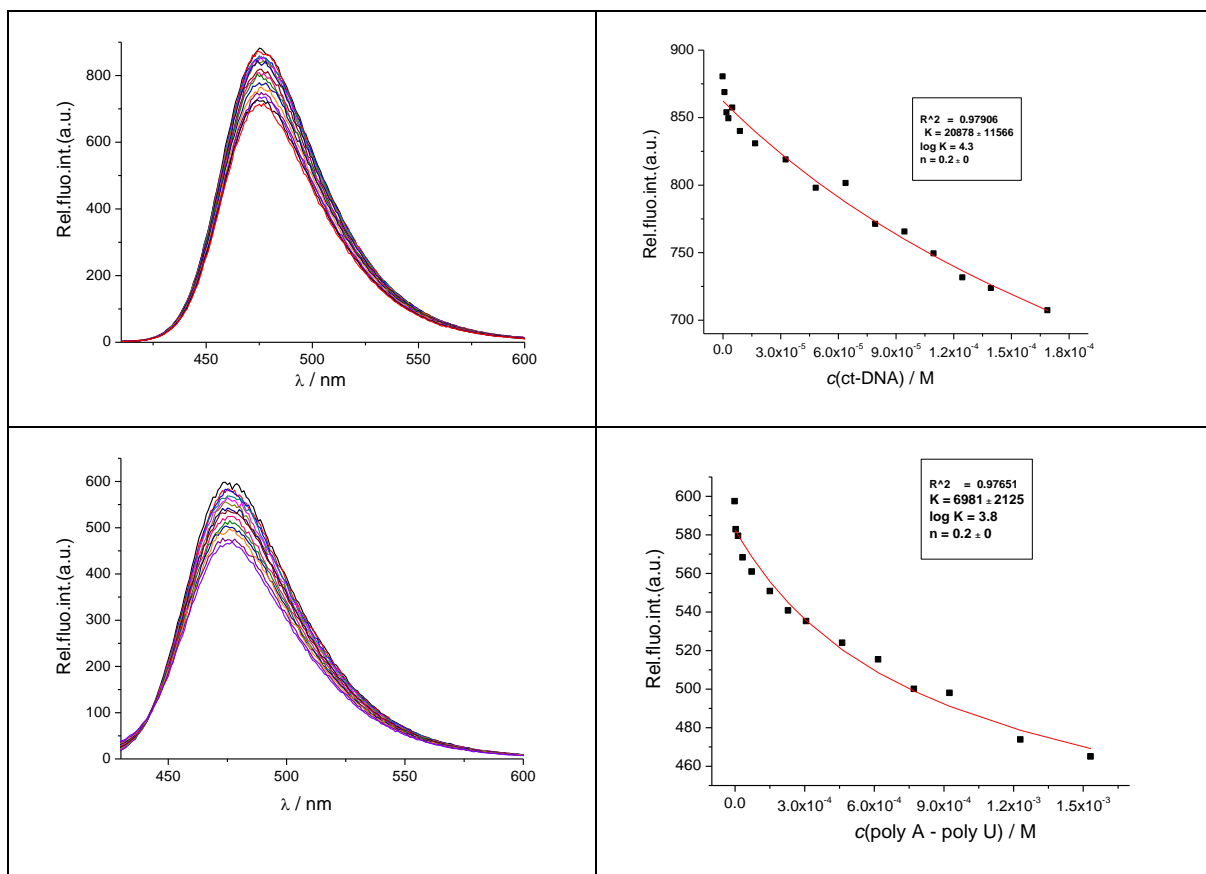 Rel.fluo.int.(a.u.)
800
600
400
200
0
450 500 550 600
λ / nm
Rel.fluo.int.(a.u.)
900
850
800
750
700
R^2 = 0.97906
K = 20878 ± 11566
log K = 4.3
n = 0.2 ± 0
0.0 3.0x10⁻⁵ 6.0x10⁻⁵ 9.0x10⁻⁵ 1.2x10⁻⁴ 1.5x10⁻⁴ 1.8x10⁻⁴
c(ct-DNA) / M
Rel.fluo.int.(a.u.)
600
500
400
300
200
100
0
450 500 550 600
λ / nm
Rel.fluo.int.(a.u.)
600
580
560
540
520
500
480
460
R^2 = 0.97651
K = 6981 ± 2125
log K = 3.8
n = 0.2 ± 0
0.0 3.0x10⁻⁴ 6.0x10⁻⁴ 9.0x10⁻⁴ 1.2x10⁻³ 1.5x10⁻³
c(poly A - poly U) / M